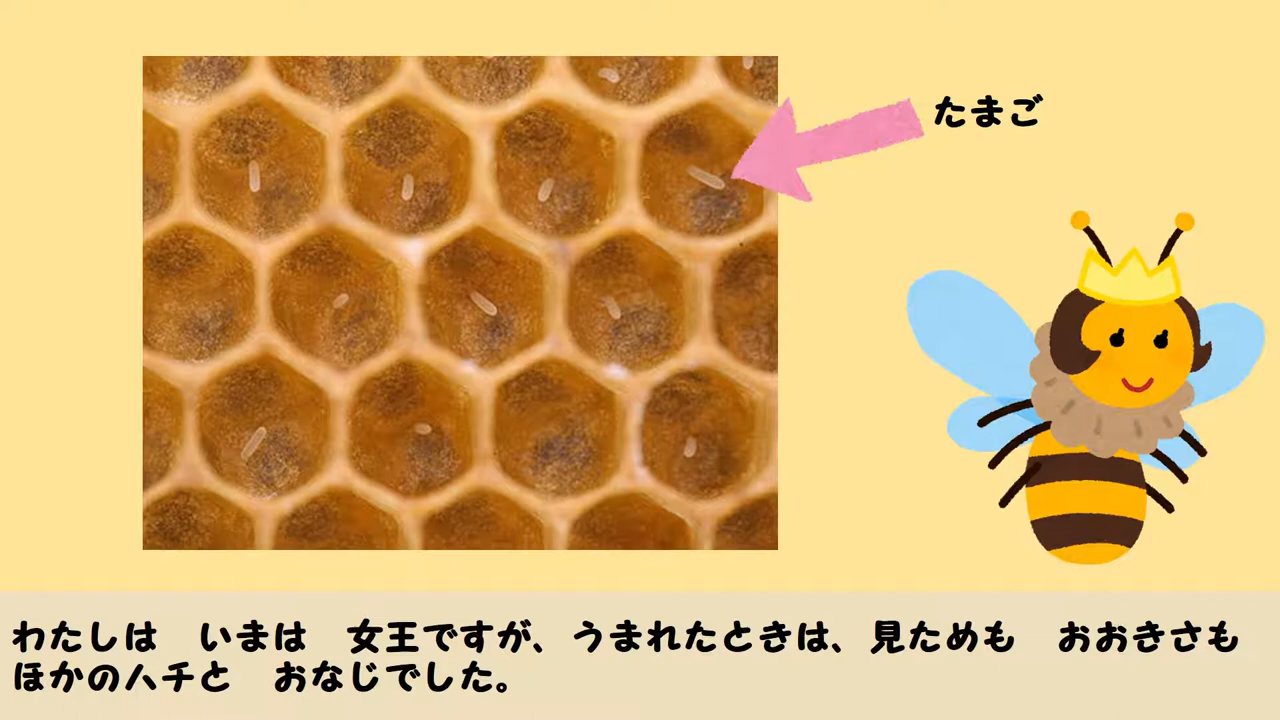 たまご
わたしは　いまは　女王ですが、うまれたときは、見ためも　おおきさも
ほかのハチと　おなじでした。